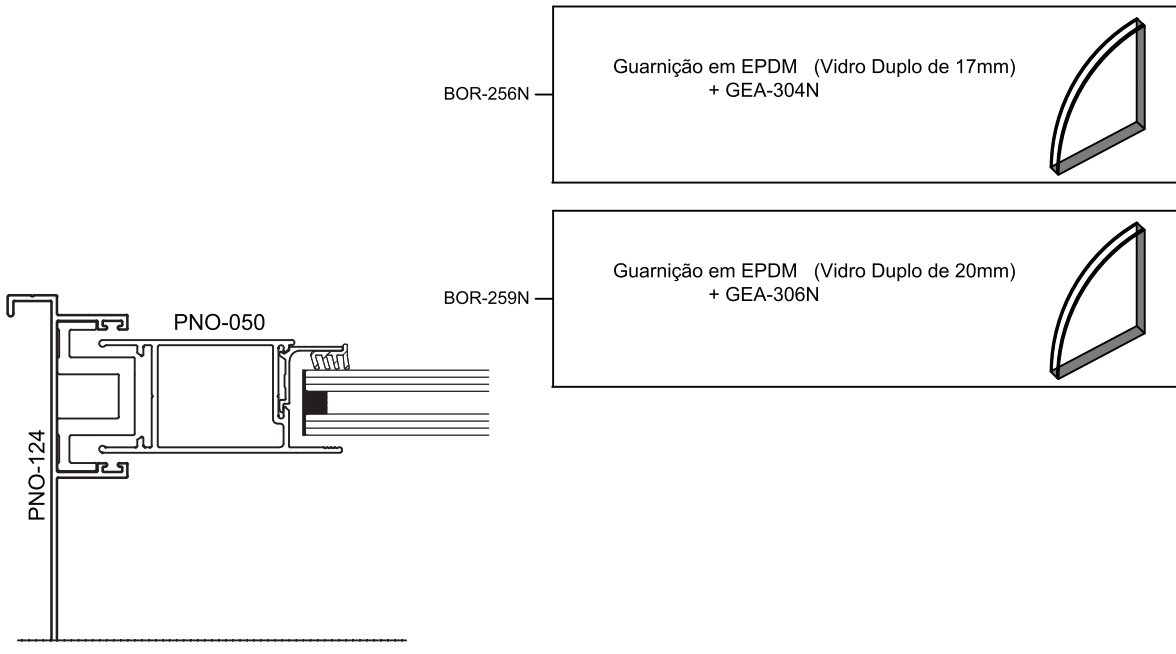 Guarnição em EPDM (Vidro Duplo de 17mm)
+ GEA-304N
BOR-256N
Guarnição em EPDM (Vidro Duplo de 20mm)
+ GEA-306N
BOR-259N
PNO-050
PNO-124